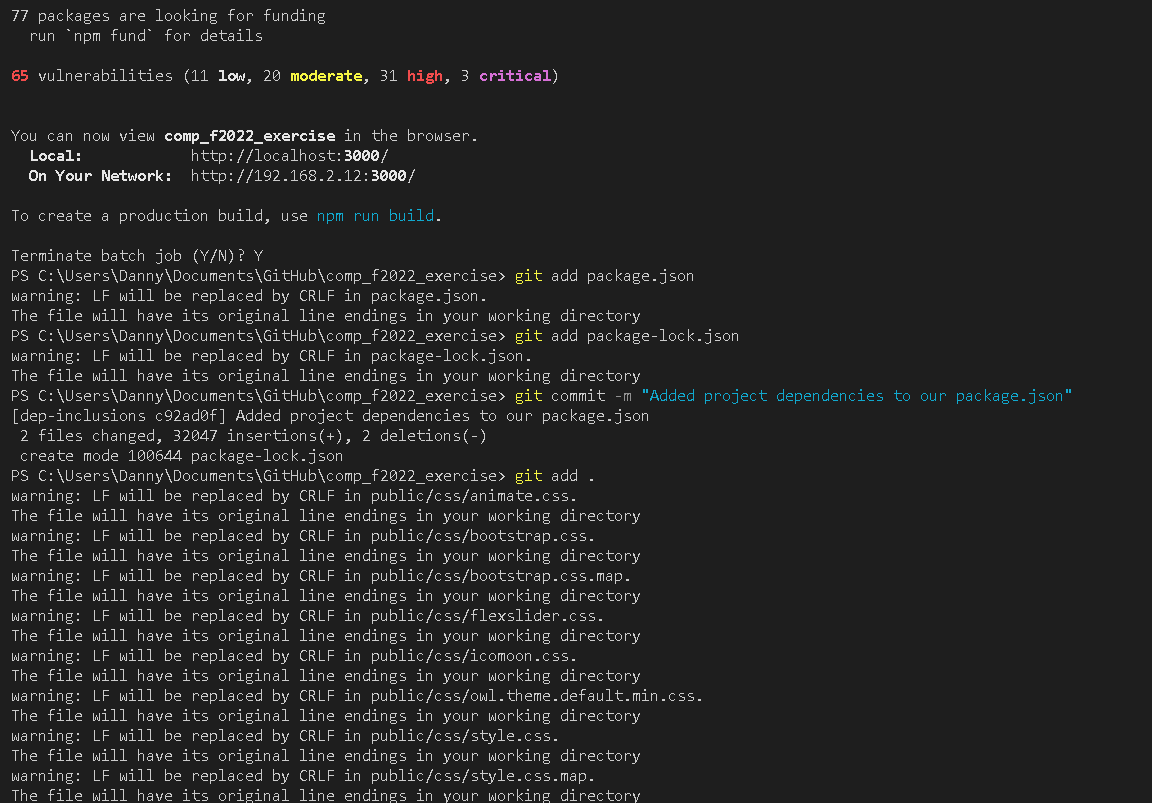 77 packages are looking for funding
  run `npm fund` for details
65 vulnerabilities (11 low, 20 moderate, 31 high, 3 critical)
You can now view comp_f2022_exercise in the browser.
  Local:            http://localhost:3000/
  On Your Network:  http://192.168.2.12:3000/
To create a production build, use npm run build.
Terminate batch job (Y/N)? Y
PS C:\Users\Danny\Documents\GitHub\comp_f2022_exercise> git add package.json
warning: LF will be replaced by CRLF in package.json.
The file will have its original line endings in your working directory
PS C:\Users\Danny\Documents\GitHub\comp_f2022_exercise> git add package-lock.json
warning: LF will be replaced by CRLF in package-lock.json.
The file will have its original line endings in your working directory
PS C:\Users\Danny\Documents\GitHub\comp_f2022_exercise> git commit -m "Added project dependencies to our package.json"
[dep-inclusions c92ad0f] Added project dependencies to our package.json
 2 files changed, 32047 insertions(+), 2 deletions(-)
 create mode 100644 package-lock.json
PS C:\Users\Danny\Documents\GitHub\comp_f2022_exercise> git add .
warning: LF will be replaced by CRLF in public/css/animate.css.
The file will have its original line endings in your working directory
warning: LF will be replaced by CRLF in public/css/bootstrap.css.
The file will have its original line endings in your working directory
warning: LF will be replaced by CRLF in public/css/bootstrap.css.map.
The file will have its original line endings in your working directory
warning: LF will be replaced by CRLF in public/css/flexslider.css.
The file will have its original line endings in your working directory
warning: LF will be replaced by CRLF in public/css/icomoon.css.
The file will have its original line endings in your working directory
warning: LF will be replaced by CRLF in public/css/owl.theme.default.min.css.
The file will have its original line endings in your working directory
warning: LF will be replaced by CRLF in public/css/style.css.
The file will have its original line endings in your working directory
warning: LF will be replaced by CRLF in public/css/style.css.map.
The file will have its original line endings in your working directory